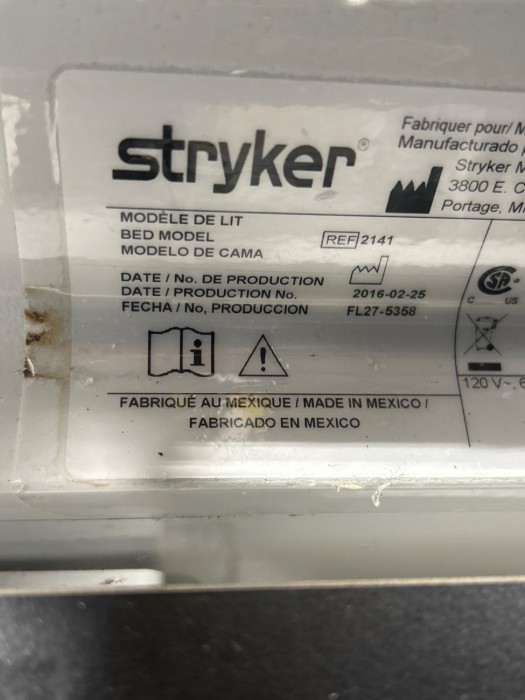 stryker®
Fabriquer pour/
Manufacturado
Stryker
3800 E.
Portage,
MODÈLE DE LIT
BED MODEL
MODELO DE CAMA
REF 2141
DATE / No. DE PRODUCTION
DATE / PRODUCTION No.
FECHA / No, PRODUCCION
2016-02-25
FL27-5358
C SA US
120 V~,
FABRIQUÉ AU MEXIQUE / MADE IN MEXICO /
FABRICADO EN MEXICO